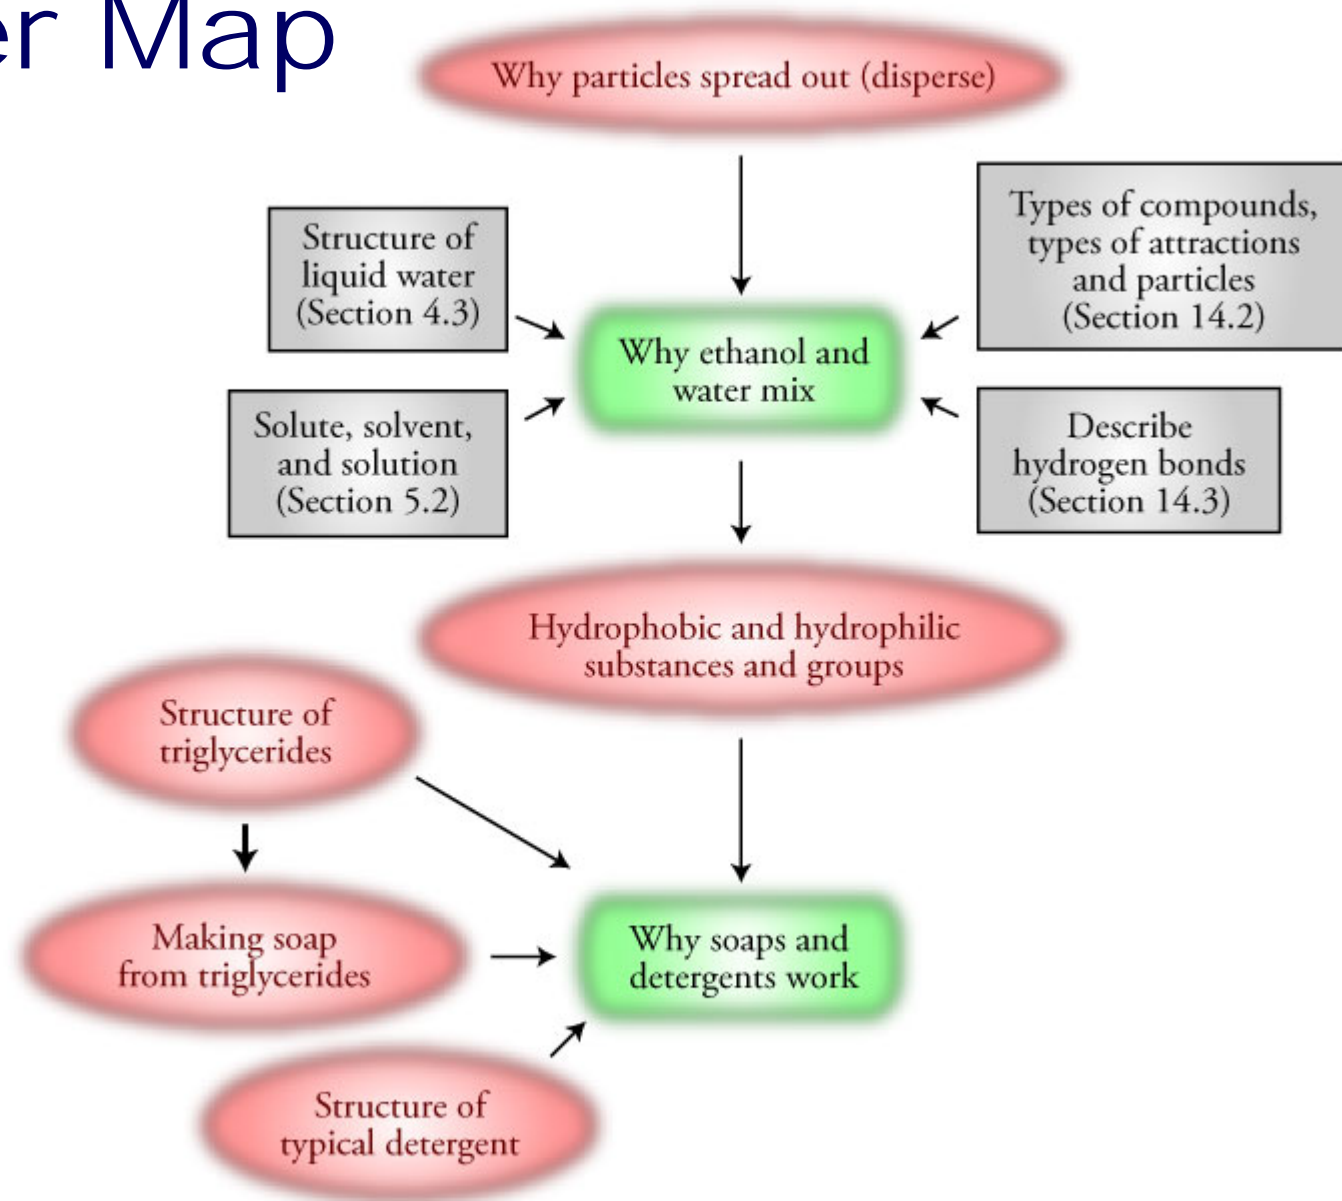 er Map
Why particles spread out (disperse)
Structure of
liquid water
(Section 4.3)
Types of compounds,
types of attractions
and particles
(Section 14.2)
Why ethanol and
water mix
Solute, solvent,
and solution
(Section 5.2)
Describe
hydrogen bonds
(Section 14.3)
Hydrophobic and hydrophilic
substances and groups
Structure of
triglycerides
Making soap
from triglycerides
Why soaps and
detergents work
Structure of
typical detergent